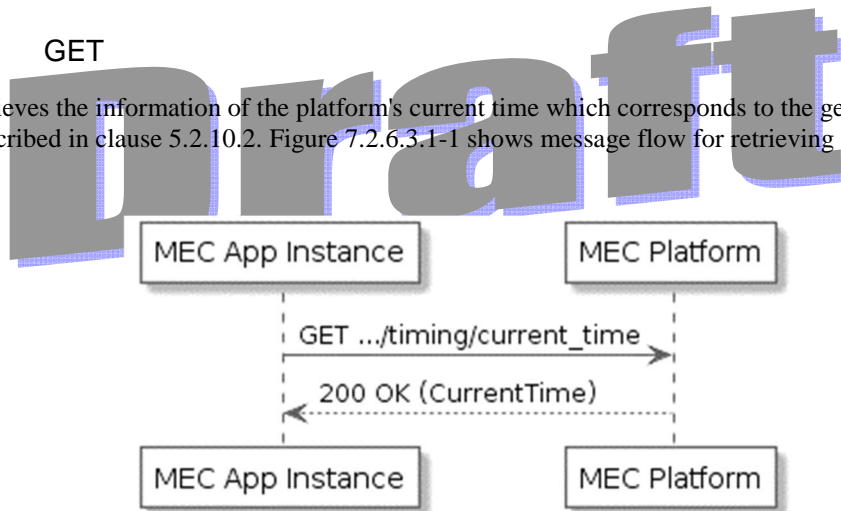 GET
Draft
ieves the information of the platform's current time which corresponds to the ge
cribed in clause 5.2.10.2. Figure 7.2.6.3.1-1 shows message flow for retrieving
MEC App Instance MEC Platform
GET .../timing/current_time
200 OK (CurrentTime)
MEC App Instance MEC Platform